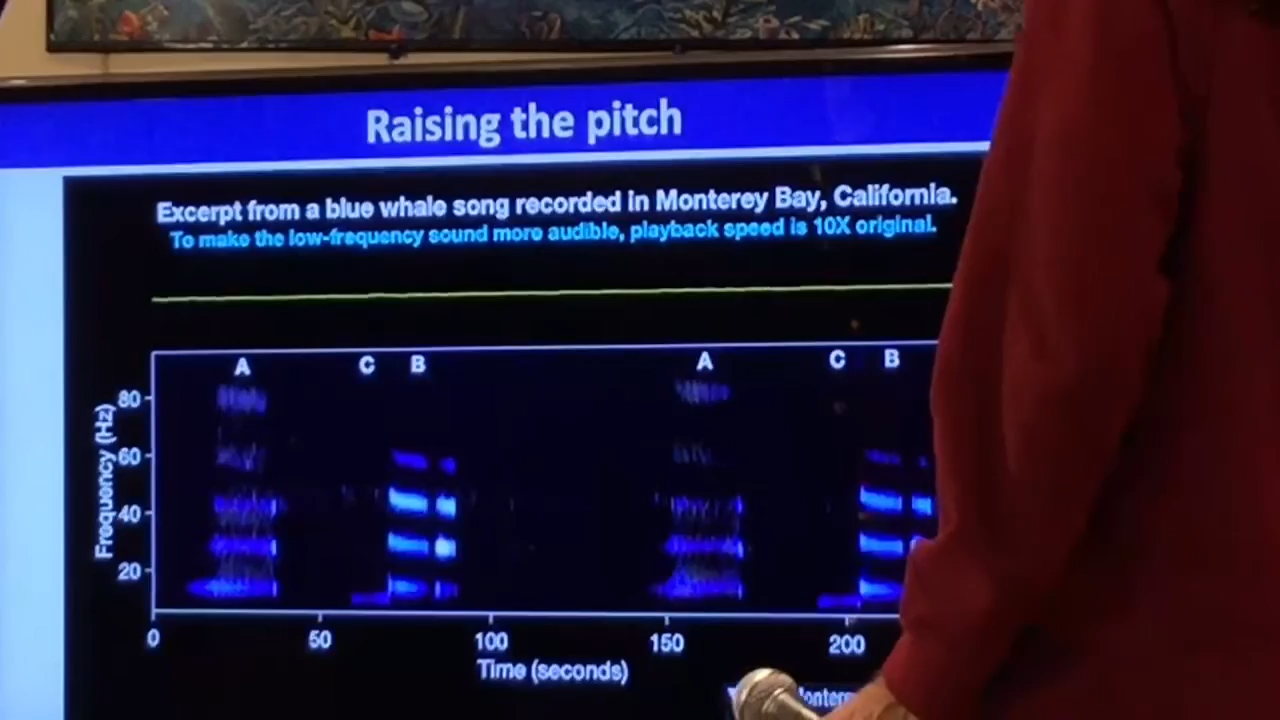 Raising the pitch
Excerpt from a blue whale song recorded in Monterey Bay, California.
To make the low-frequency sound more audible, playback speed is 10X original.
A C B A C B
80
60
40
20
Frequency (Hz)
0 50 100 150 200
Time (seconds)